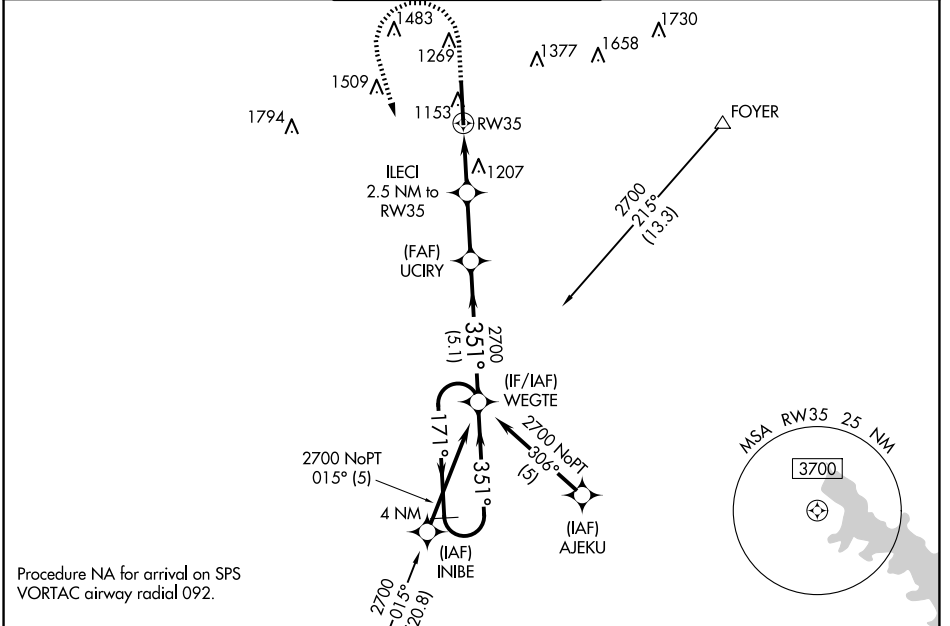 1483
1269
1377
1658
1730
1509
1153
1794
RW35
FOYER
1207
ILECI
2.5 NM to
RW35
2700
215°
(13.3)
(FAF)
UCIRY
2700
351°
(5.1)
(IF/IAF)
WEGTE
171°
351°
2700 NoPT
306°
(5)
2700 NoPT
015° (5)
4 NM
(IAF)
INIBE
(IAF)
AJEKU
2700
015°
(20.8)
MSA RW35 25 NM
3700
Procedure NA for arrival on SPS
VORTAC airway radial 092.